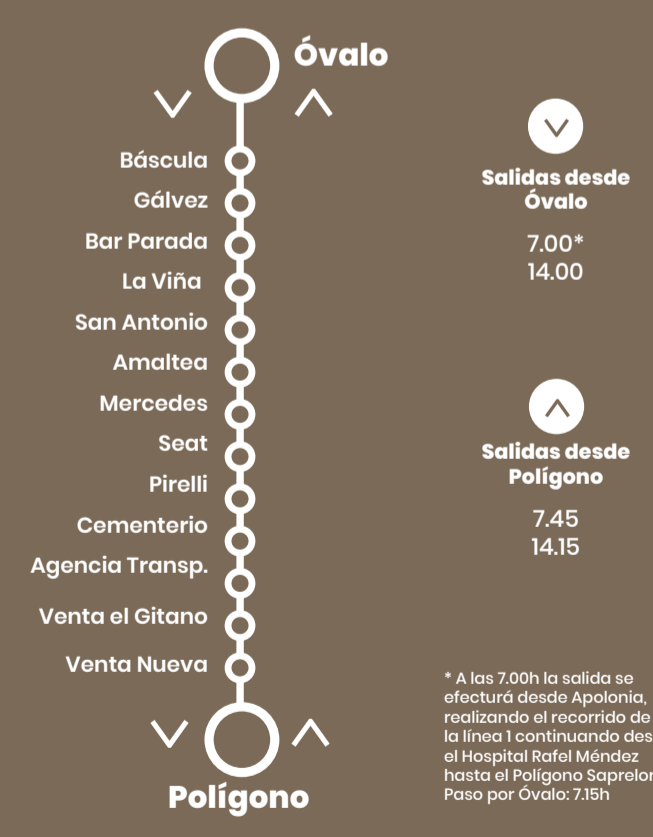 Óvalo
Báscula
Gálvez
Bar Parada
La Viña
San Antonio
Amaltea
Mercedes
Seat
Pirelli
Cementerio
Agencia Transp.
Venta el Gitano
Venta Nueva
Polígono
Salidas desde
Óvalo
7.00*
14.00
Salidas desde
Polígono
7.45
14.15
* A las 7.00h la salida se
efecturá desde Apolonia,
realizando el recorrido de
la línea 1 continuando des
el Hospital Rafel Méndez
hasta el Polígono Saprelor
Paso por Óvalo: 7.15h